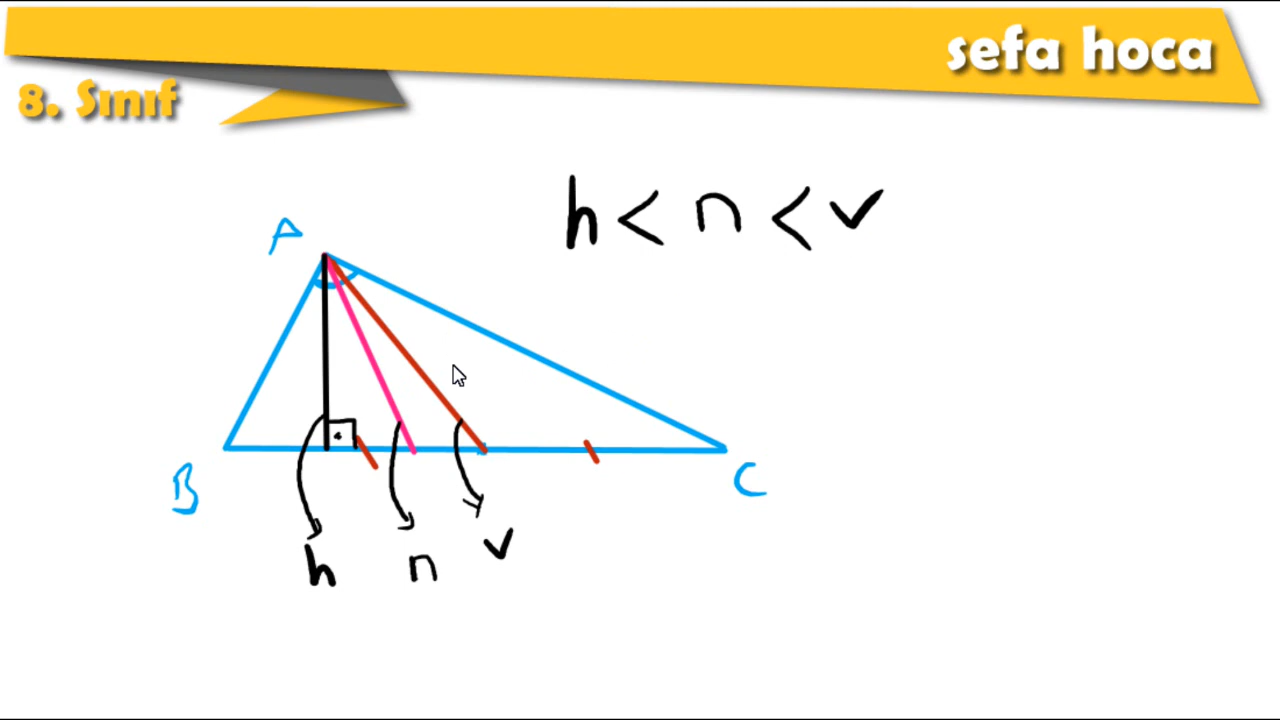 sefa hoca
8. Sınıf
h < n < v
A
B
C
h n v